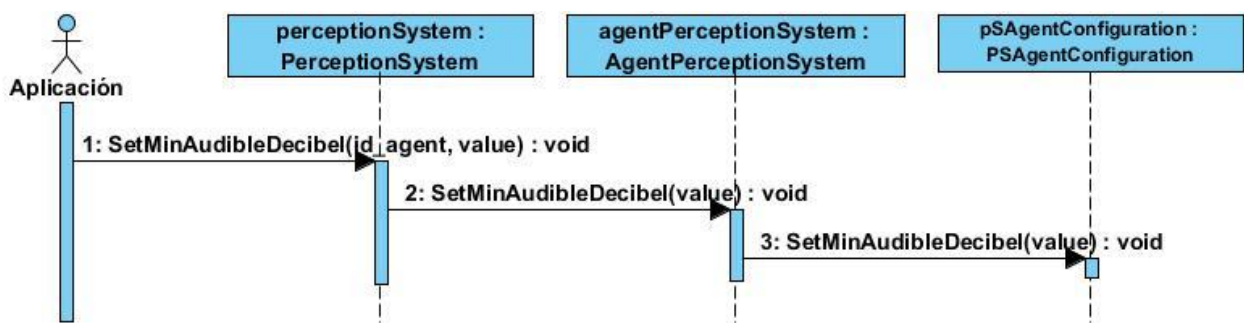 perceptionSystem :
PerceptionSystem
agentPerceptionSystem :
AgentPerceptionSystem
pSAgentConfiguration :
PSAgentConfiguration
Aplicación
1: SetMinAudibleDecibel(id_agent, value) : void
2: SetMinAudibleDecibel(value) : void
3: SetMinAudibleDecibel(value) : void